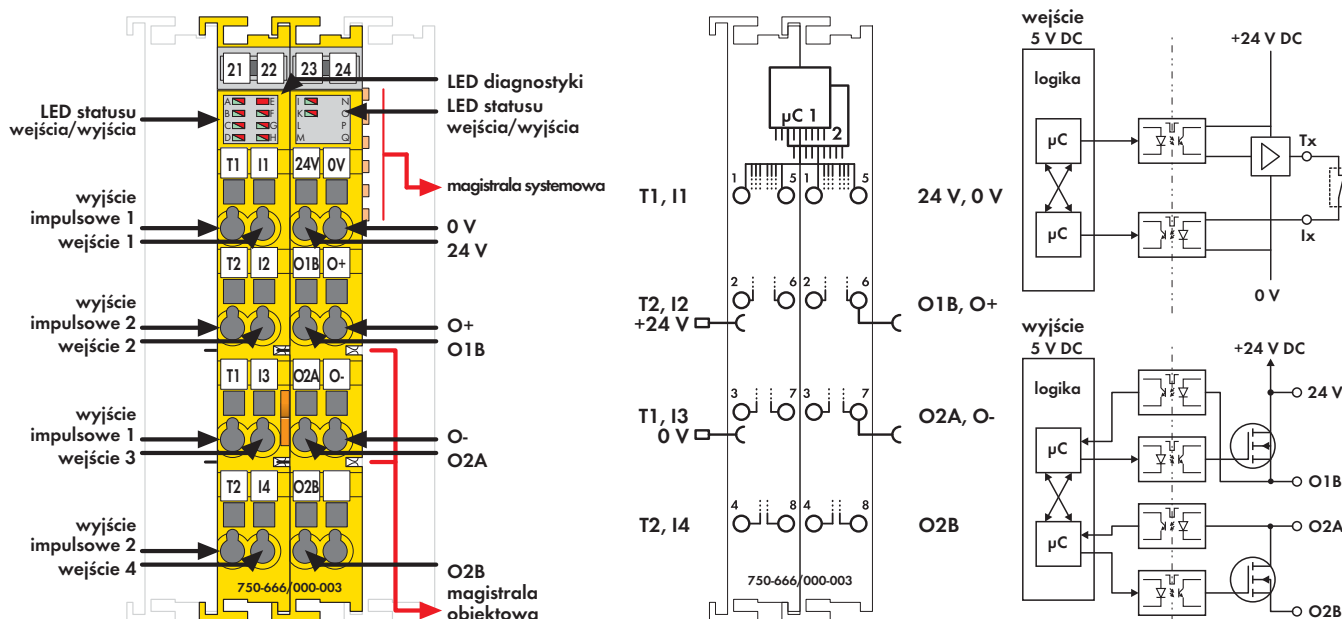 21 22 23 24
LED diagnostyki
LED statusu
wejścia/wyjścia
LED statusu
wejścia/wyjścia
A E I N
B F K O
C G L P
D H M Q
T1 I1 24V 0V
magistrala systemowa
wyjście
impulsowe 1
wejście 1
0 V
24 V
T2 I2 O1B O+
wyjście
impulsowe 2
wejście 2
O+
O1B
T1 I3 O2A O-
wyjście
impulsowe 1
wejście 3
O-
O2A
T2 I4 O2B
wyjście
impulsowe 2
wejście 4
O2B
magistrala
obiektowa
750-666/000-003
µC 1
2
T1, I1
1 5 1 5
24 V, 0 V
T2, I2
+24 V
2 6 2 6
O1B, O+
T1, I3
0 V
3 7 3 7
O2A, O-
T2, I4
4 8 4 8
O2B
750-666/000-003
wejście
5 V DC
+24 V DC
logika
µC
Tx
µC
Ix
0 V
wyjście
5 V DC
+24 V DC
logika
24 V
µC
O1B
O2A
µC
O2B